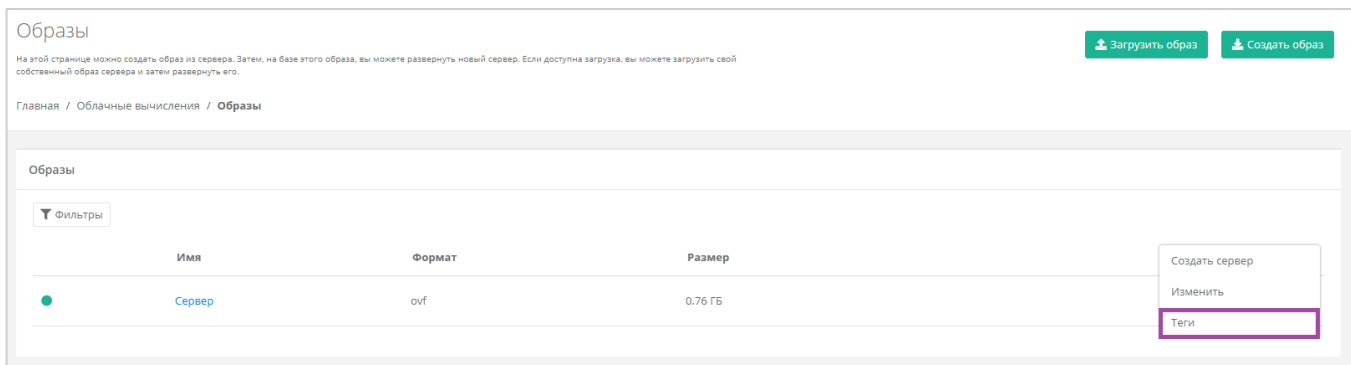 Образы
Загрузить образ
Создать образ
На этой странице можно создать образ из сервера. Затем, на базе этого образа, вы можете развернуть новый сервер. Если доступна загрузка, вы можете загрузить свой
собственный образ сервера и затем развернуть его.
Главная / Облачные вычисления / Образы
Образы
Фильтры
Имя Формат Размер
Создать сервер
Сервер ovf 0.76 ГБ
Изменить
Теги